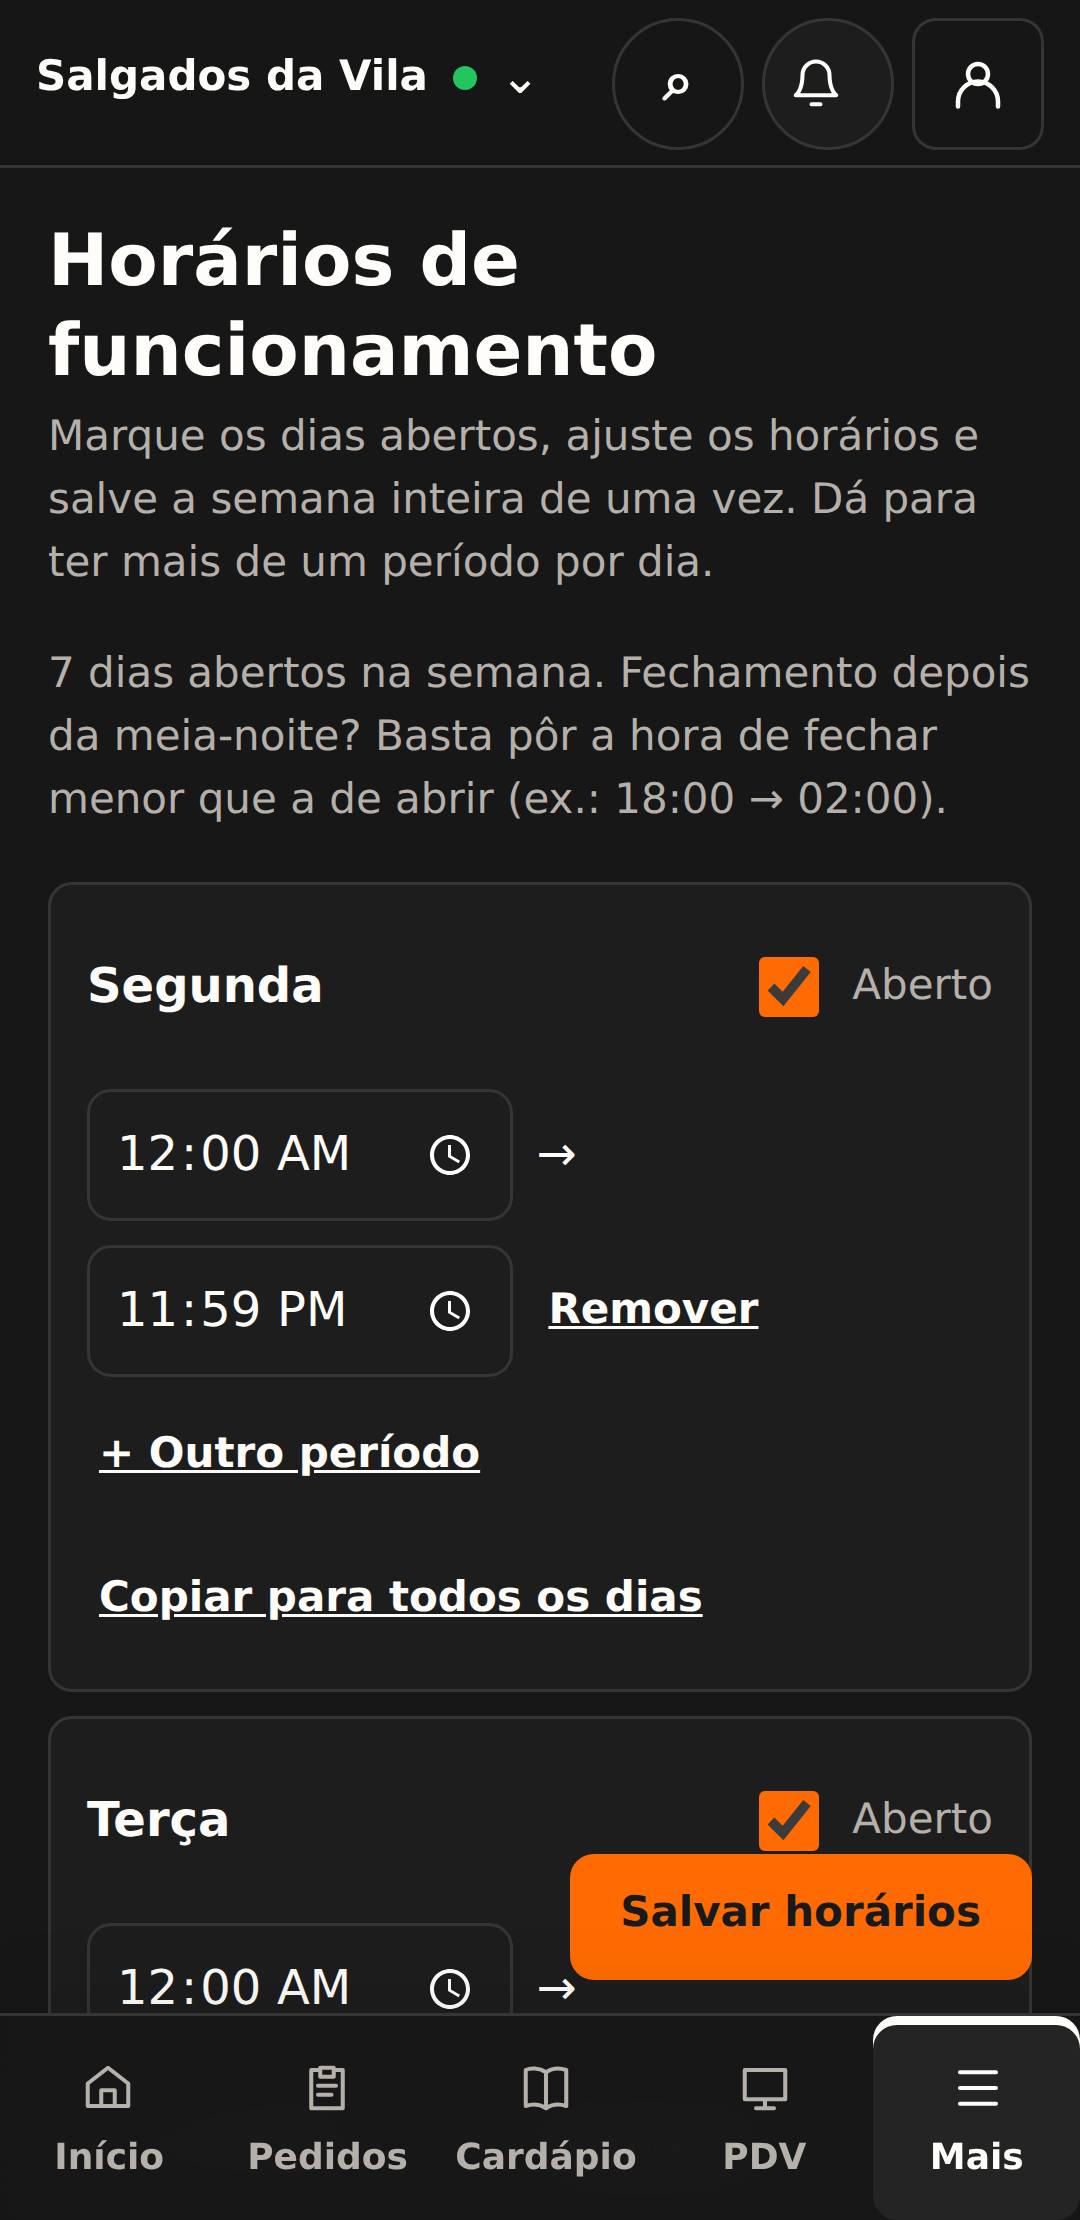 Salgados da Vila
Horários de
funcionamento
Marque os dias abertos, ajuste os horários e
salve a semana inteira de uma vez. Dá para
ter mais de um período por dia.
7 dias abertos na semana. Fechamento depois
da meia-noite? Basta pôr a hora de fechar
menor que a de abrir (ex.: 18:00 → 02:00).
Segunda Aberto
12:00 AM →
11:59 PM Remover
+ Outro período
Copiar para todos os dias
Terça Aberto
Salvar horários
12:00 AM →
Início Pedidos Cardápio PDV Mais